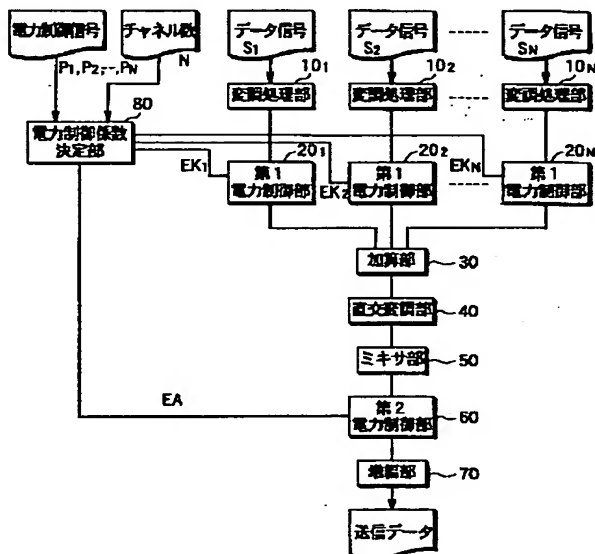 電力制御信号
チャネル数
データ信号
データ信号
データ信号
P1,P2,--,PN
N
S1
S2
SN
80
101
102
10N
変調処理部
変調処理部
変調処理部
電力制御係数
決定部
201
202
20N
EK1
EK2
EKN
第1
電力制御部
第1
電力制御部
第1
電力制御部
加算部
30
直交変調部
40
ミキサ部
50
EA
第2
電力制御部
60
増幅部
70
送信データ